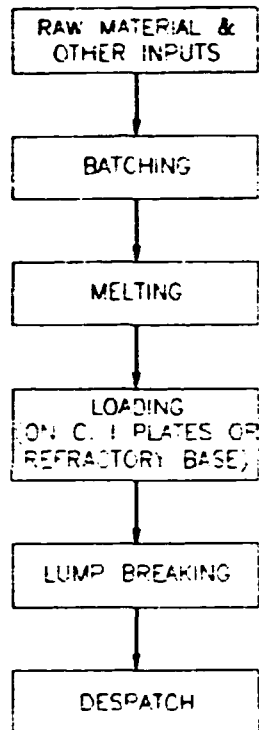 RAW MATERIAL &
OTHER INPUTS
BATCHING
MELTING
LOADING
(ON C. I PLATES OR
REFRACTORY BASE)
LUMP BREAKING
DESPATCH